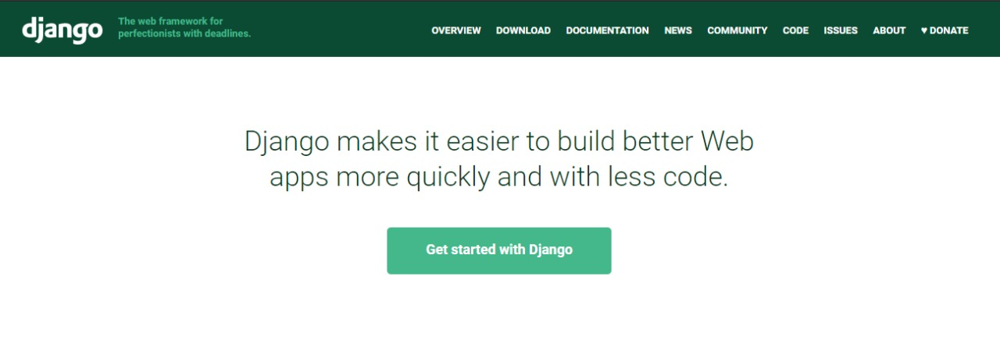 django
The web framework for
perfectionists with deadlines.
OVERVIEW DOWNLOAD DOCUMENTATION NEWS COMMUNITY CODE ISSUES ABOUT ♥ DONATE
Django makes it easier to build better Web
apps more quickly and with less code.
Get started with Django